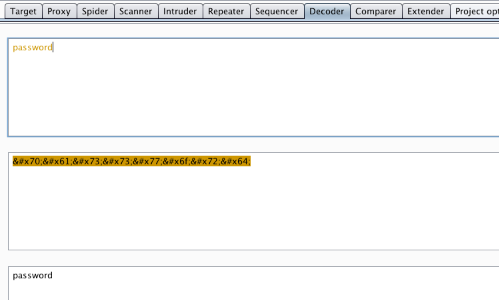 Target Proxy Spider Scanner Intruder Repeater Sequencer Decoder Comparer Extender Project opt
password
&#x70;&#x61;&#x73;&#x73;&#x77;&#x6f;&#x72;&#x64;
password